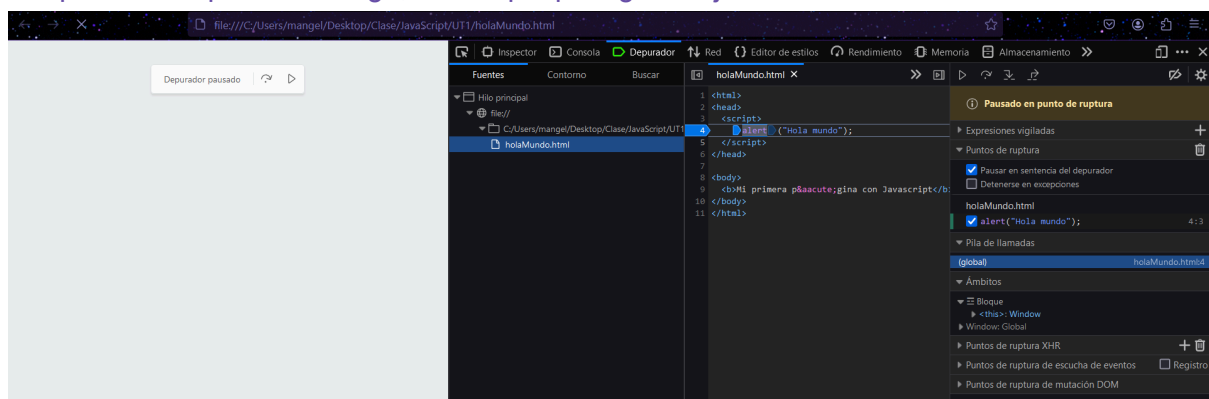 file:///C:/Users/mangel/Desktop/Clase/JavaScript/UT1/holaMundo.html
Inspector Consola Depurador Red Editor de estilos Rendimiento Memoria Almacenamiento
Depurador pausado
Fuentes Contorno Buscar
Hilo principal
file://
C:/Users/mangel/Desktop/Clase/JavaScript/UT1
holaMundo.html
holaMundo.html
1 <html>
2 <head>
3 <script>
4 alert ("Hola mundo");
5 </script>
6 </head>
7
8 <body>
9 <b>Mi primera p&aacute;gina con Javascript</b>
10 </body>
11 </html>
Pausado en punto de ruptura
Expresiones vigiladas
Puntos de ruptura
Pausar en sentencia del depurador
Detenerse en excepciones
holaMundo.html
alert("Hola mundo"); 4:3
Pila de llamadas
(global) holaMundo.html:4
Ámbitos
Bloque
<this>: Window
Window: Global
Puntos de ruptura XHR
Puntos de ruptura de escucha de eventos Registro
Puntos de ruptura de mutación DOM